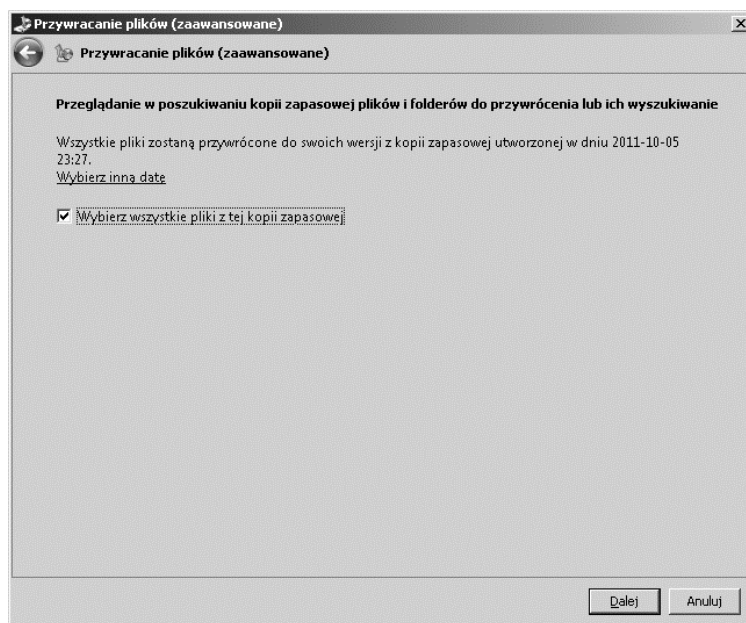 Przywracanie plików (zaawansowane)
Przywracanie plików (zaawansowane)
Przeglądanie w poszukiwaniu kopii zapasowej plików i folderów do przywrócenia lub ich wyszukiwanie
Wszystkie pliki zostaną przywrócone do swoich wersji z kopii zapasowej utworzonej w dniu 2011-10-05
23:27.
Wybierz inną datę
Wybierz wszystkie pliki z tej kopii zapasowej
Dalej Anuluj